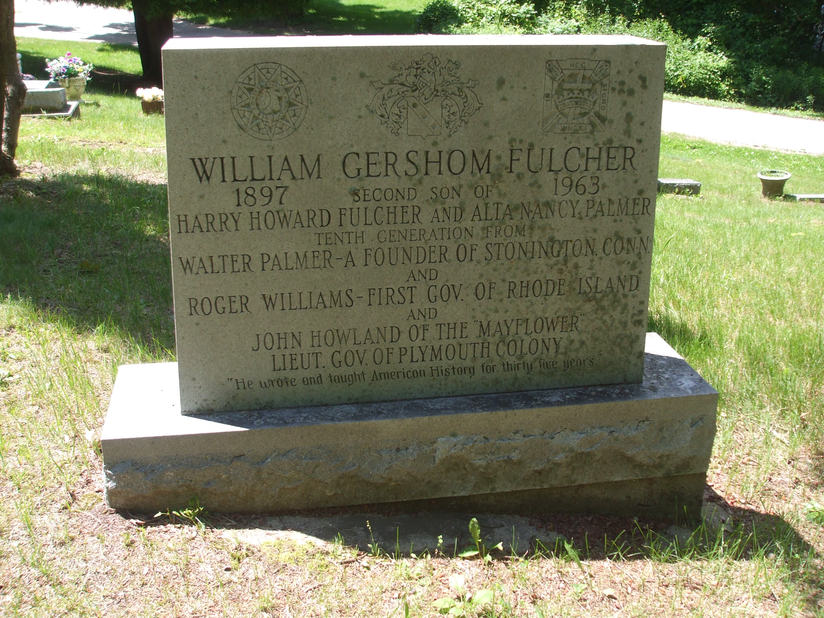 WILLIAM GERSHOM FULCHER
1897 SECOND SON OF 1963
HARRY HOWARD FULCHER AND ALTA NANCY PALMER
TENTH GENERATION FROM
WALTER PALMER-A FOUNDER OF STONINGTON, CONN
AND
ROGER WILLIAMS-FIRST GOV. OF RHODE ISLAND
AND
JOHN HOWLAND OF THE "MAYFLOWER"
LIEUT. GOV. OF PLYMOUTH COLONY
"He wrote and taught American History for thirty five years